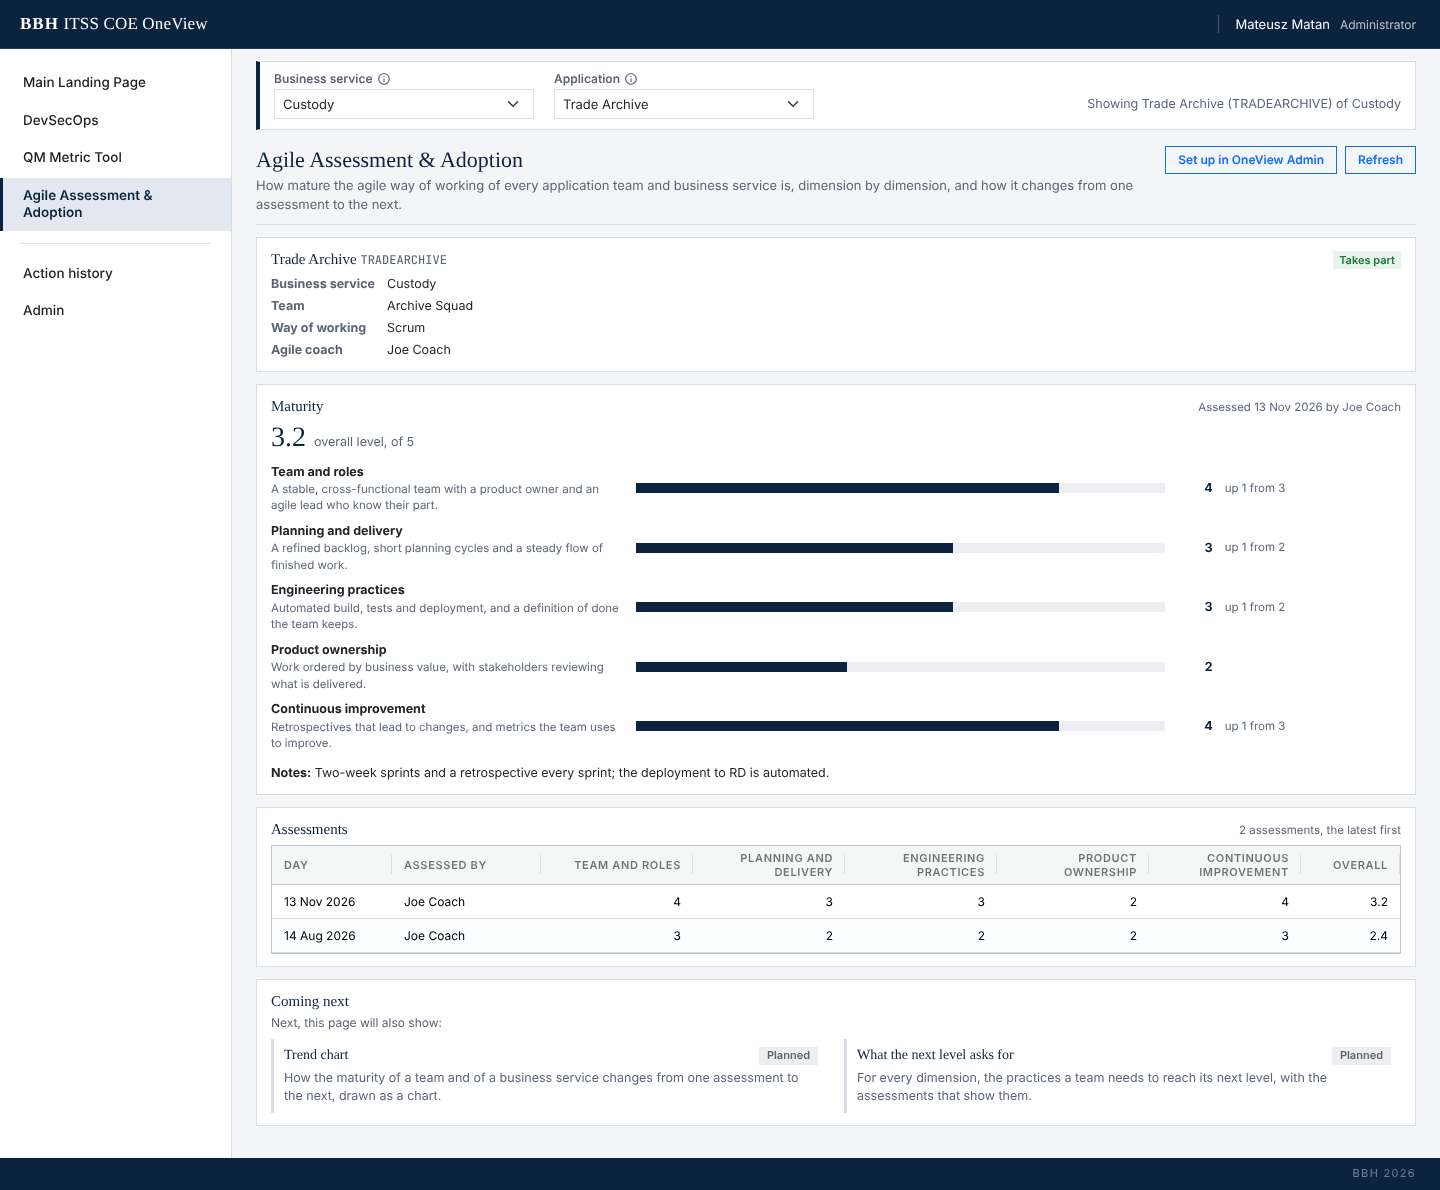 BBH ITSS COE OneView
Mateusz Matan Administrator
Main Landing Page
DevSecOps
QM Metric Tool
Agile Assessment &
Adoption
Action history
Admin
Business service
Application
Custody
Trade Archive
Showing Trade Archive (TRADEARCHIVE) of Custody
Agile Assessment & Adoption
Set up in OneView Admin
Refresh
How mature the agile way of working of every application team and business service is, dimension by dimension, and how it changes from one
assessment to the next.
Trade Archive TRADEARCHIVE
Takes part
Business service Custody
Team Archive Squad
Way of working Scrum
Agile coach Joe Coach
Maturity
Assessed 13 Nov 2026 by Joe Coach
3.2 overall level, of 5
Team and roles
A stable, cross-functional team with a product owner and an
agile lead who know their part.
4 up 1 from 3
Planning and delivery
A refined backlog, short planning cycles and a steady flow of
finished work.
3 up 1 from 2
Engineering practices
Automated build, tests and deployment, and a definition of done
the team keeps.
3 up 1 from 2
Product ownership
Work ordered by business value, with stakeholders reviewing
what is delivered.
2
Continuous improvement
Retrospectives that lead to changes, and metrics the team uses
to improve.
4 up 1 from 3
Notes: Two-week sprints and a retrospective every sprint; the deployment to RD is automated.
Assessments
2 assessments, the latest first
DAY ASSESSED BY TEAM AND ROLES PLANNING AND DELIVERY ENGINEERING PRACTICES PRODUCT OWNERSHIP CONTINUOUS IMPROVEMENT OVERALL
13 Nov 2026 Joe Coach 4 3 3 2 4 3.2
14 Aug 2026 Joe Coach 3 2 2 2 3 2.4
Coming next
Next, this page will also show:
Trend chart
Planned
How the maturity of a team and of a business service changes from one assessment to
the next, drawn as a chart.
What the next level asks for
Planned
For every dimension, the practices a team needs to reach its next level, with the
assessments that show them.
BBH 2026